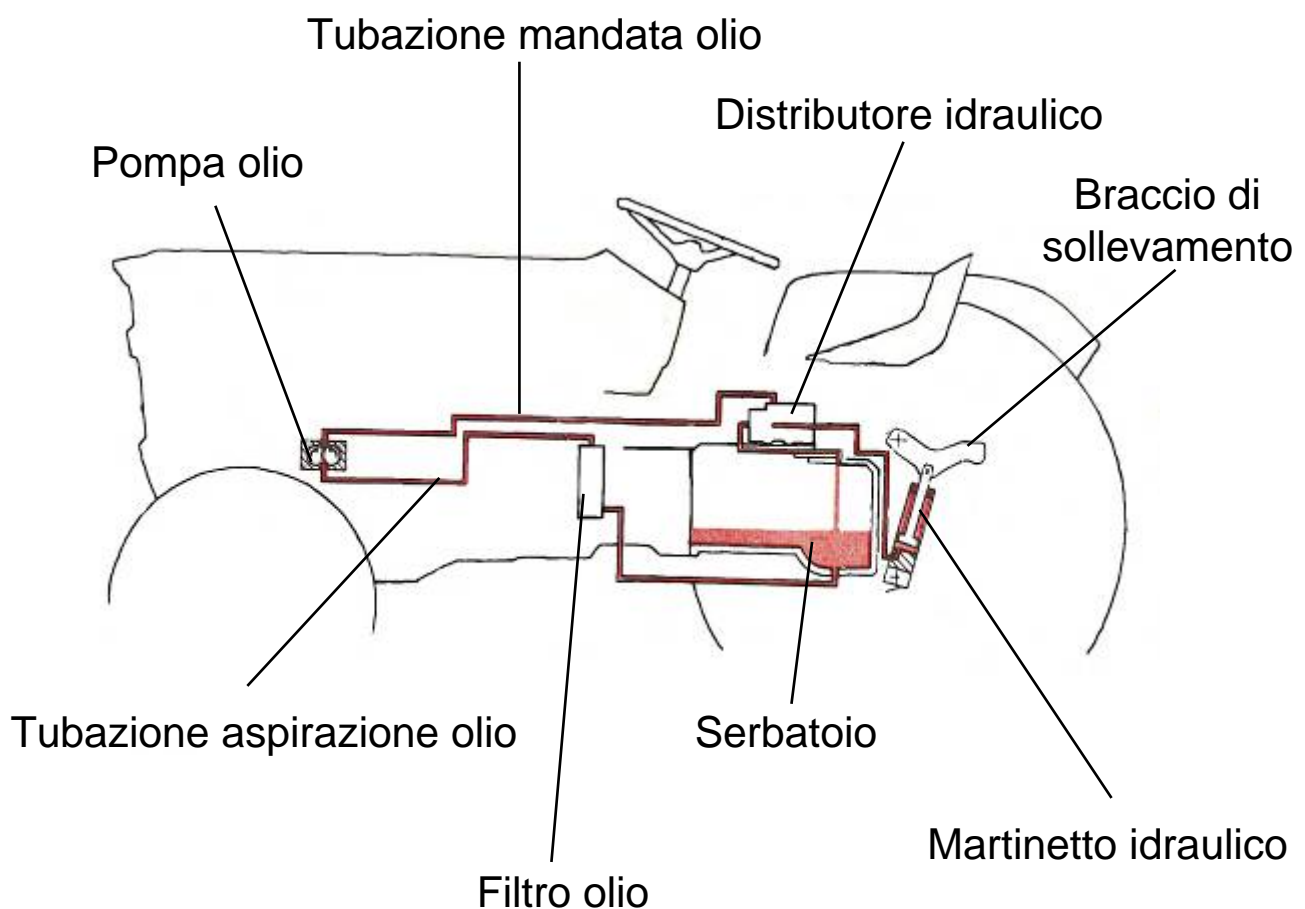 Tubazione mandata olio
Distributore idraulico
Pompa olio
Braccio di
sollevamento
Tubazione aspirazione olio
Serbatoio
Martinetto idraulico
Filtro olio